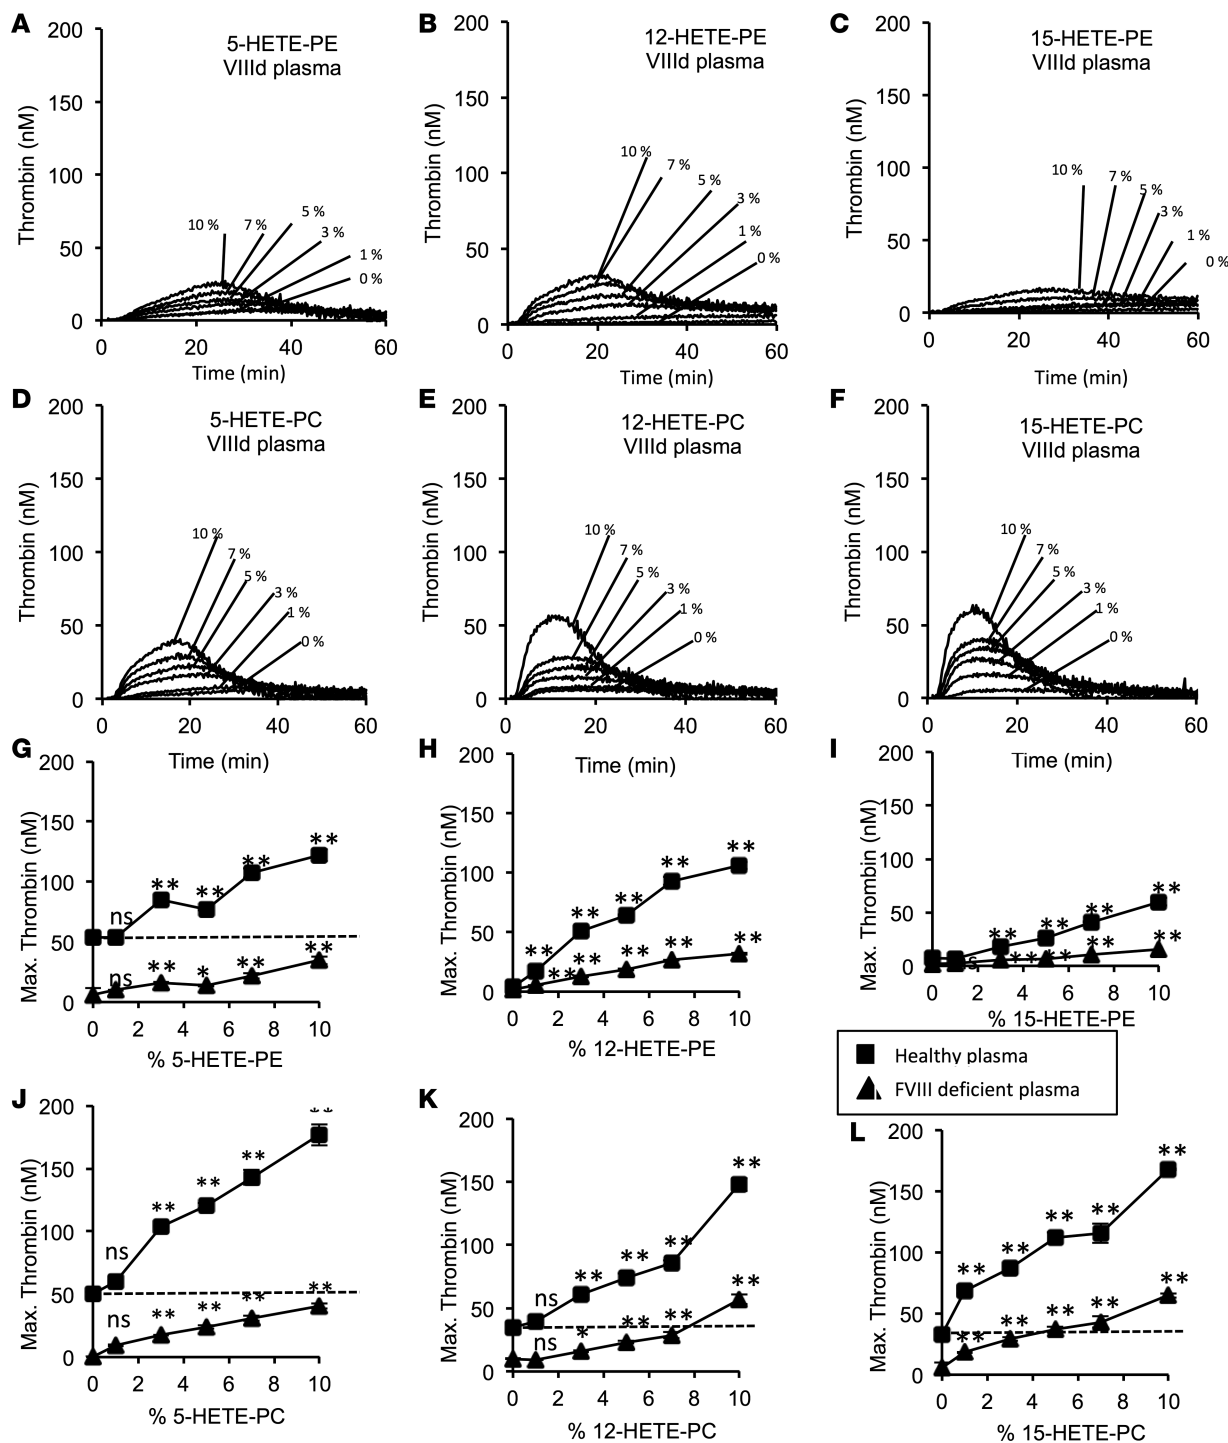 A
5-HETE-PE
VIIId plasma
Thrombin (nM)
200
150
100
50
0
10 %
7 %
5 %
3 %
1 %
0 %
0 20 40 60
Time (min)
B
12-HETE-PE
VIIId plasma
Thrombin (nM)
200
150
100
50
0
10 %
7 %
5 %
3 %
1 %
0 %
0 20 40 60
Time (min)
C
15-HETE-PE
VIIId plasma
Thrombin (nM)
200
150
100
50
0
10 %
7 %
5 %
3 %
1 %
0 %
0 20 40 60
Time (min)
D
5-HETE-PC
VIIId plasma
Thrombin (nM)
200
150
100
50
0
10 %
7 %
5 %
3 %
1 %
0 %
0 20 40 60
Time (min)
E
12-HETE-PC
VIIId plasma
Thrombin (nM)
200
150
100
50
0
10 %
7 %
5 %
3 %
1 %
0 %
0 20 40 60
Time (min)
F
15-HETE-PC
VIIId plasma
Thrombin (nM)
200
150
100
50
0
10 %
7 %
5 %
3 %
1 %
0 %
0 20 40 60
Time (min)
G
Max. Thrombin (nM)
200
150
100
50
0
ns ** ** ** **
ns ** * ** **
0 2 4 6 8 10
% 5-HETE-PE
H
Max. Thrombin (nM)
200
150
100
50
0
** ** ** ** **
** ** ** ** **
0 2 4 6 8 10
% 12-HETE-PE
I
Max. Thrombin (nM)
200
150
100
50
0
** ** ** **
** ** ** **
0 2 4 6 8 10
% 15-HETE-PE
Healthy plasma
FVIII deficient plasma
J
Max. Thrombin (nM)
200
150
100
50
0
ns ** ** ** **
ns ** ** ** **
0 2 4 6 8 10
% 5-HETE-PC
K
Max. Thrombin (nM)
200
150
100
50
0
ns ** ** ** **
ns * ** ** **
0 2 4 6 8 10
% 12-HETE-PC
L
Max. Thrombin (nM)
200
150
100
50
0
** ** ** ** **
** ** ** ** **
0 2 4 6 8 10
% 15-HETE-PC